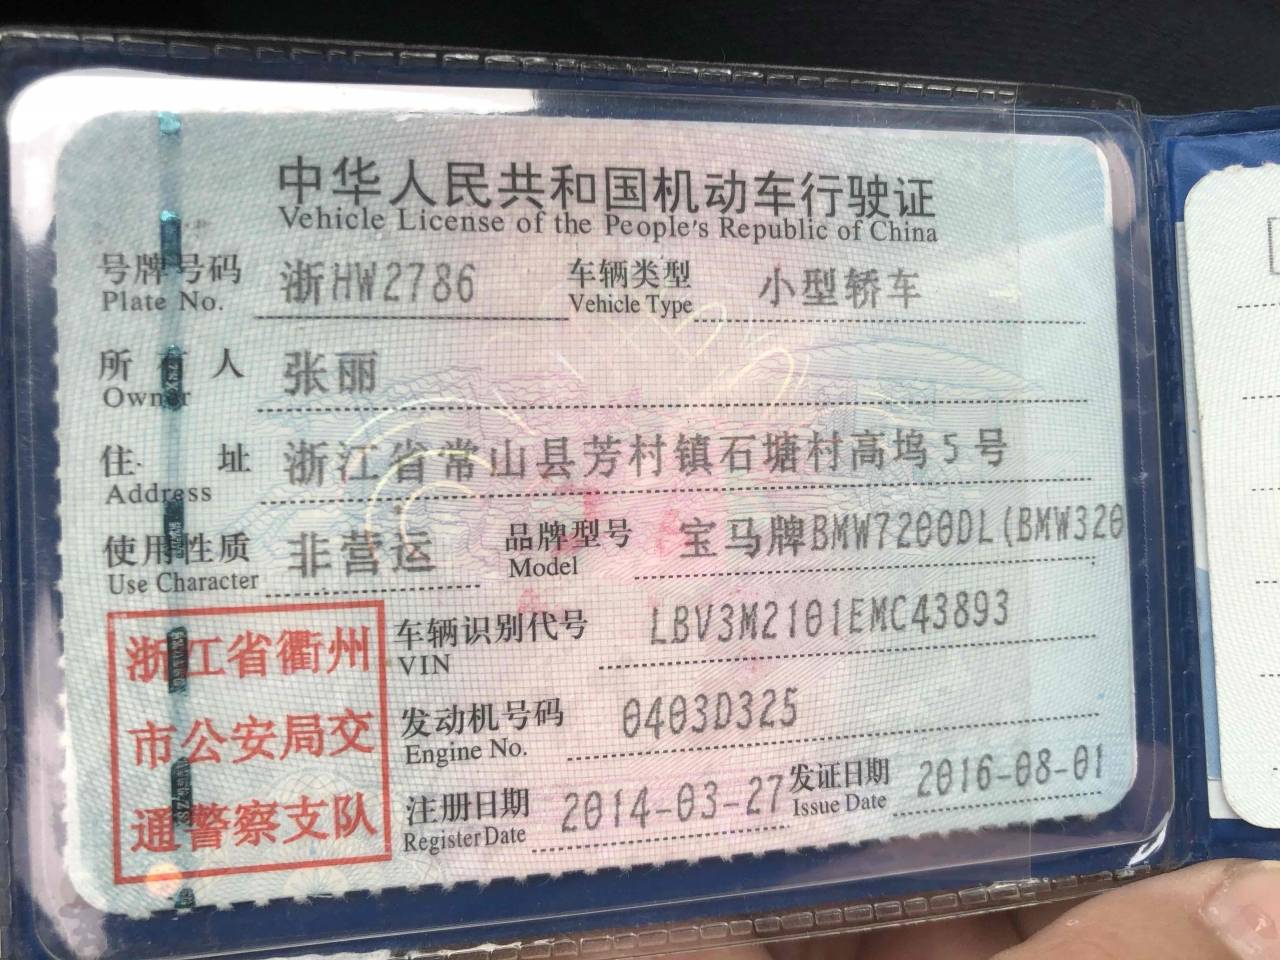 中华人民共和国机动车行驶证
Vehicle License of the People's Republic of China
号牌号码 浙HW2786 车辆类型 小型轿车
Plate No. Vehicle Type
所有人 张丽
Owner
住址 浙江省常山县芳村镇石塘村高坞5号
Address
使用性质 非营运 品牌型号 宝马牌BMW7200DL(BMW320
Use Character Model
浙江省衢州
市公安局交
通警察支队
车辆识别代号 LBV3M2101EMC43893
VIN
发动机号码 0403D325
Engine No.
注册日期 2014-03-27 发证日期 2016-08-01
Register Date Issue Date